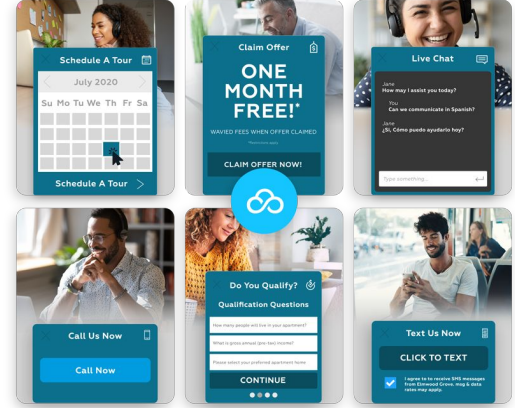 Schedule A Tour
July 2020
Su Mo Tu We Th Fr Sa
Schedule A Tour
Claim Offer
ONE
MONTH
FREE!*
WAVIED FEES WHEN OFFER CLAIMED
CLAIM OFFER NOW!
Live Chat
Jane
How may I assist you today?
You
Can we communicate in Spanish?
Jane
¿Si, Cómo puedo ayudarlo hoy?
Type something...
Call Us Now
Call Now
Do You Qualify?
Qualification Questions
How many people will live in your apartment?
What is gross annual (pre-tax) income?
Please select your preferred apartment home
CONTINUE
Text Us Now
CLICK TO TEXT
I agree to to receive SMS messages
from Elmwood Grove, msg & data
rates may apply.